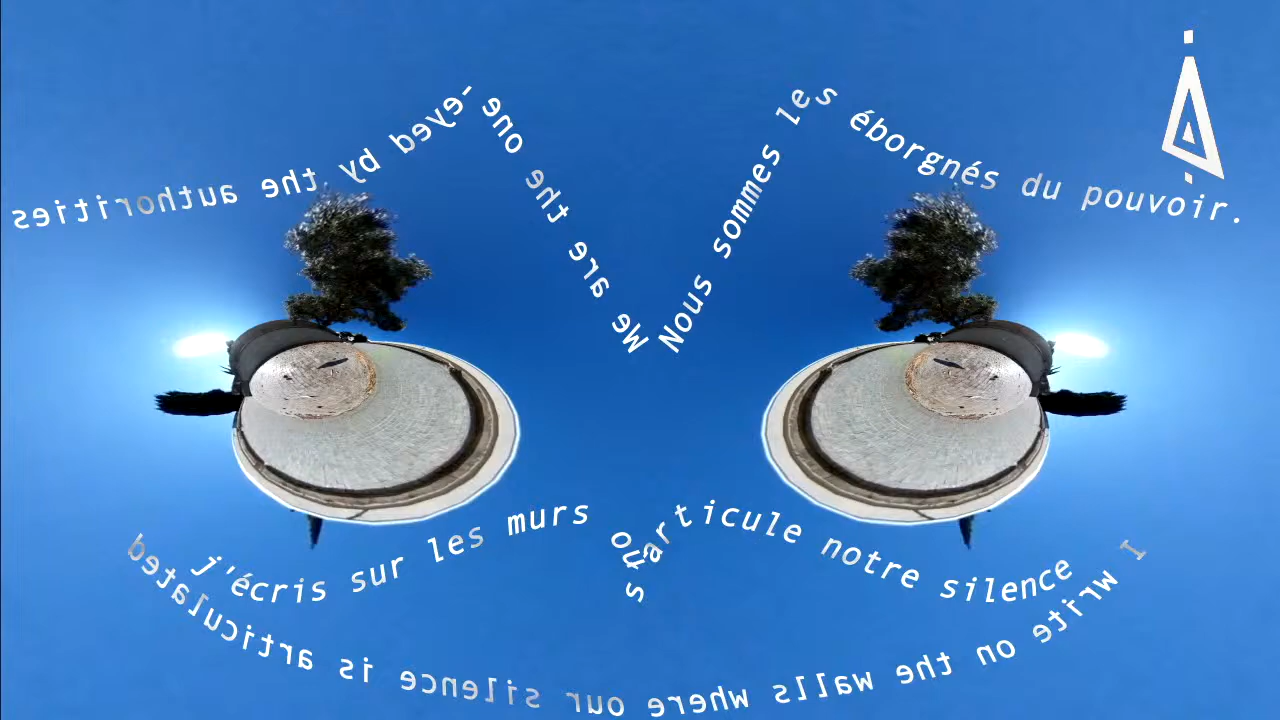 We are the one-eyed by the authorities
Nous sommes les éborgnés du pouvoir.
j'écris sur les murs où s'articule notre silence
I write on the walls where our silence is articulated